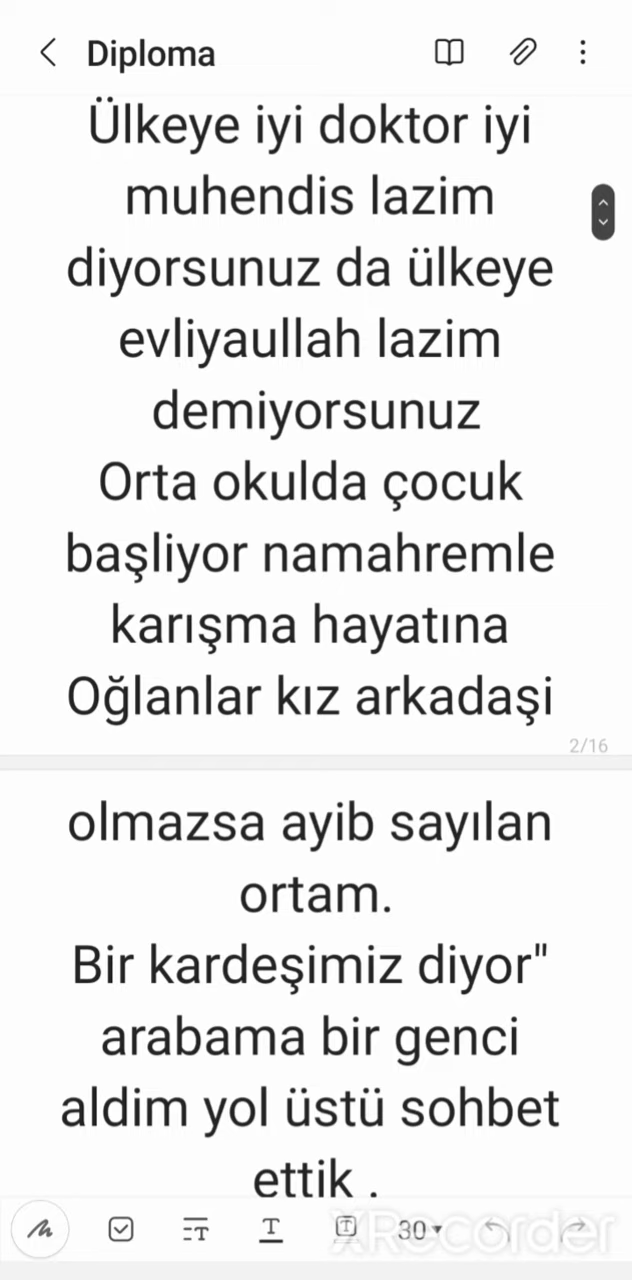 Diploma
Ülkeye iyi doktor iyi
muhendis lazim
diyorsunuz da ülkeye
evliyaullah lazim
demiyorsunuz
Orta okulda çocuk
başliyor namahremle
karışma hayatına
Oğlanlar kız arkadaşi
2/16
olmazsa ayib sayılan
ortam.
Bir kardeşimiz diyor"
arabama bir genci
aldim yol üstü sohbet
ettik .
T
T
T
30
XRecorder